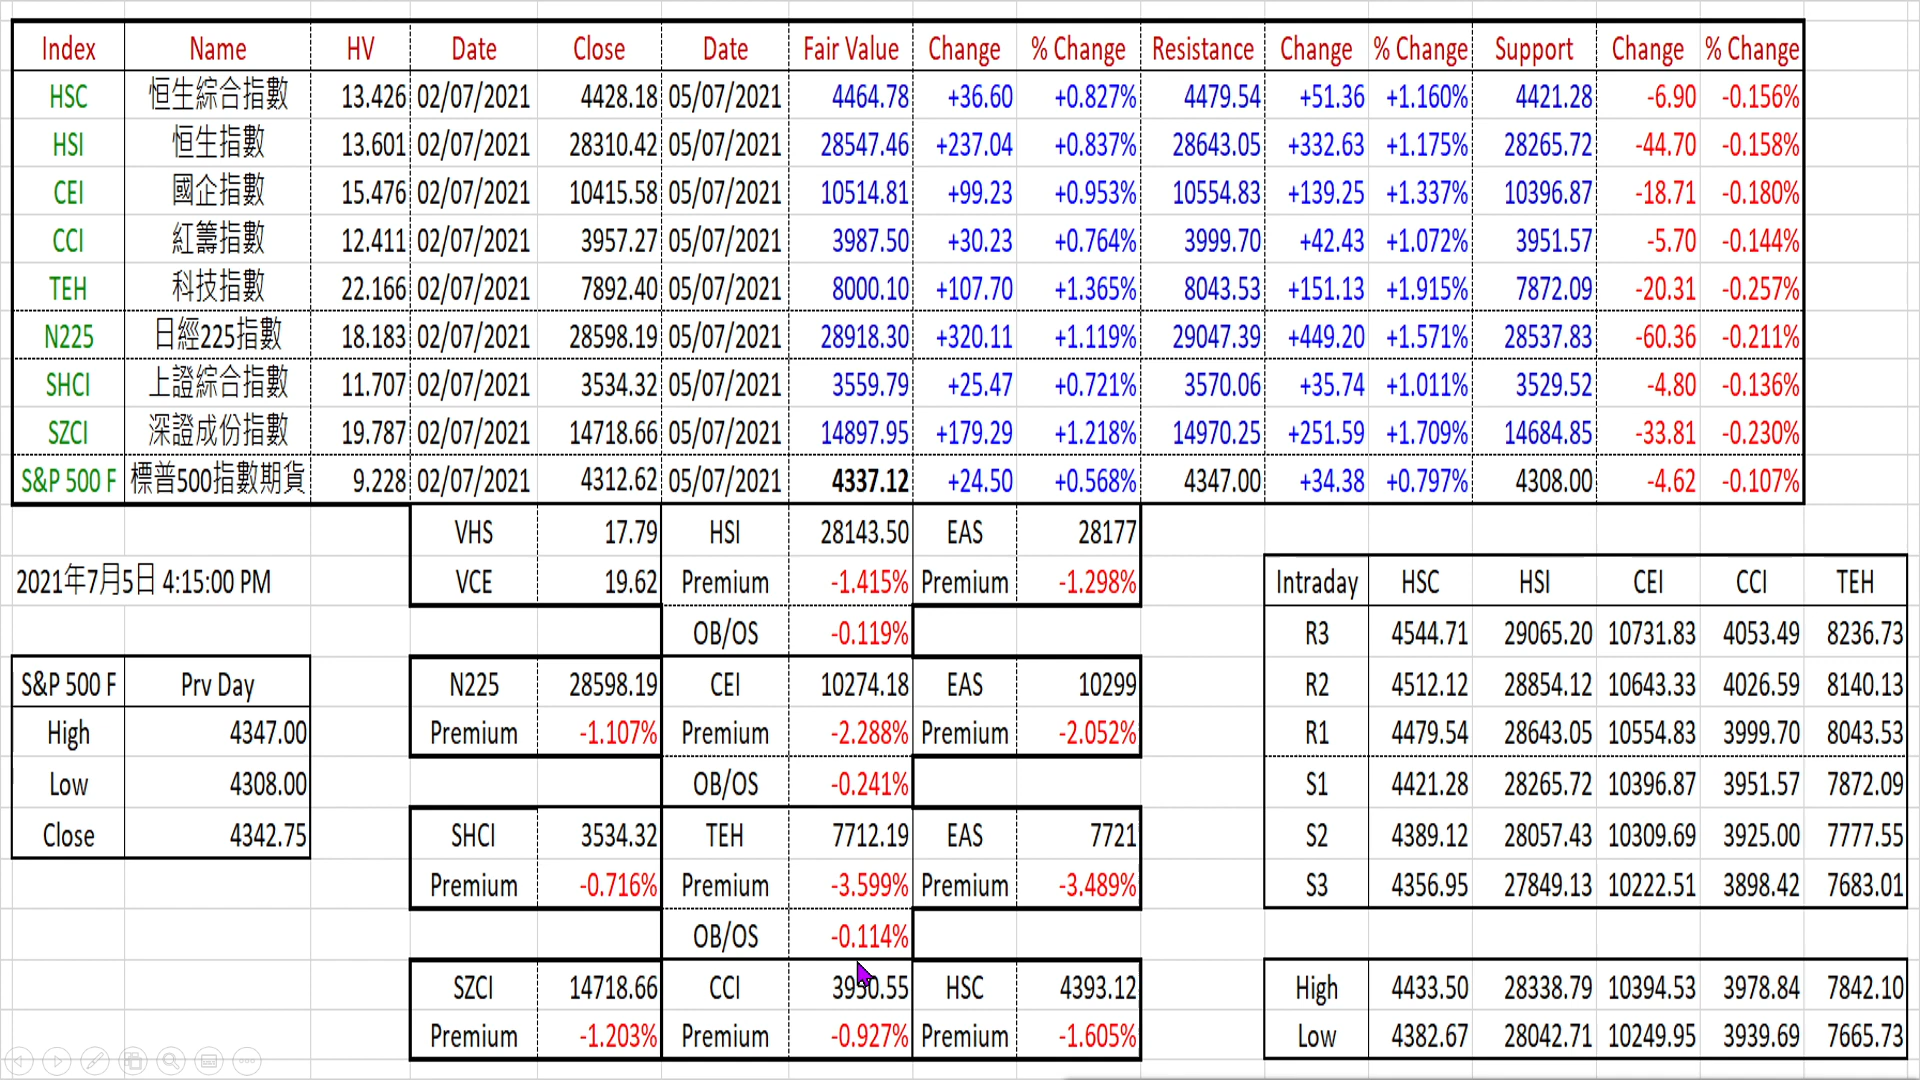 Index Name HV Date Close Date Fair Value Change % Change Resistance Change % Change Support Change % Change
HSC 恒生綜合指數 13.426 02/07/2021 4428.18 05/07/2021 4464.78 +36.60 +0.827% 4479.54 +51.36 +1.160% 4421.28 -6.90 -0.156%
HSI 恒生指數 13.601 02/07/2021 28310.42 05/07/2021 28547.46 +237.04 +0.837% 28643.05 +332.63 +1.175% 28265.72 -44.70 -0.158%
CEI 國企指數 15.476 02/07/2021 10415.58 05/07/2021 10514.81 +99.23 +0.953% 10554.83 +139.25 +1.337% 10396.87 -18.71 -0.180%
CCI 紅籌指數 12.411 02/07/2021 3957.27 05/07/2021 3987.50 +30.23 +0.764% 3999.70 +42.43 +1.072% 3951.57 -5.70 -0.144%
TEH 科技指數 22.166 02/07/2021 7892.40 05/07/2021 8000.10 +107.70 +1.365% 8043.53 +151.13 +1.915% 7872.09 -20.31 -0.257%
N225 日經225指數 18.183 02/07/2021 28598.19 05/07/2021 28918.30 +320.11 +1.119% 29047.39 +449.20 +1.571% 28537.83 -60.36 -0.211%
SHCI 上證綜合指數 11.707 02/07/2021 3534.32 05/07/2021 3559.79 +25.47 +0.721% 3570.06 +35.74 +1.011% 3529.52 -4.80 -0.136%
SZCI 深證成份指數 19.787 02/07/2021 14718.66 05/07/2021 14897.95 +179.29 +1.218% 14970.25 +251.59 +1.709% 14684.85 -33.81 -0.230%
S&P 500 F 標普500指數期貨 9.228 02/07/2021 4312.62 05/07/2021 4337.12 +24.50 +0.568% 4347.00 +34.38 +0.797% 4308.00 -4.62 -0.107%
VHS 17.79 HSI 28143.50 EAS 28177
2021年7月5日 4:15:00 PM VCE 19.62 Premium -1.415% Premium -1.298% Intraday HSC HSI CEI CCI TEH
OB/OS -0.119% R3 4544.71 29065.20 10731.83 4053.49 8236.73
S&P 500 F Prv Day N225 28598.19 CEI 10274.18 EAS 10299 R2 4512.12 28854.12 10643.33 4026.59 8140.13
High 4347.00 Premium -1.107% Premium -2.288% Premium -2.052% R1 4479.54 28643.05 10554.83 3999.70 8043.53
Low 4308.00 OB/OS -0.241% S1 4421.28 28265.72 10396.87 3951.57 7872.09
Close 4342.75 SHCI 3534.32 TEH 7712.19 EAS 7721 S2 4389.12 28057.43 10309.69 3925.00 7777.55
Premium -0.716% Premium -3.599% Premium -3.489% S3 4356.95 27849.13 10222.51 3898.42 7683.01
OB/OS -0.114%
SZCI 14718.66 CCI 3950.55 HSC 4393.12 High 4433.50 28338.79 10394.53 3978.84 7842.10
Premium -1.203% Premium -0.927% Premium -1.605% Low 4382.67 28042.71 10249.95 3939.69 7665.73